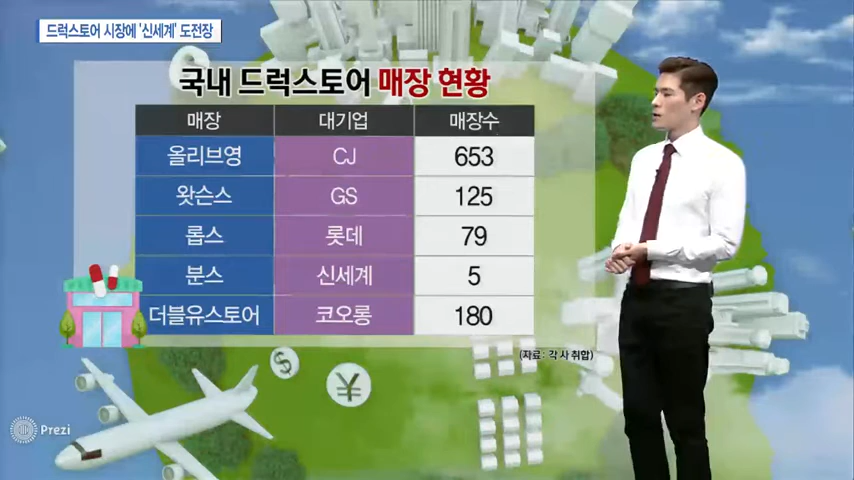 드럭스토어 시장에 '신세계' 도전장
국내 드럭스토어 매장 현황
매장 대기업 매장수
올리브영 CJ 653
왓슨스 GS 125
롭스 롯데 79
분스 신세계 5
더블유스토어 코오롱 180
(자료 : 각 사 취합)
$
¥
Prezi